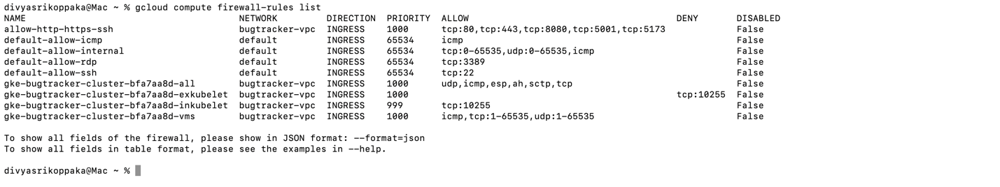 divyasrikoppaka@Mac ~ % gcloud compute firewall-rules list
NAME NETWORK DIRECTION PRIORITY ALLOW DENY DISABLED
allow-http-https-ssh bugtracker-vpc INGRESS 1000 tcp:80,tcp:443,tcp:8080,tcp:5001,tcp:5173 False
default-allow-icmp default INGRESS 65534 icmp False
default-allow-internal default INGRESS 65534 tcp:0-65535,udp:0-65535,icmp False
default-allow-rdp default INGRESS 65534 tcp:3389 False
default-allow-ssh default INGRESS 65534 tcp:22 False
gke-bugtracker-cluster-bfa7aa8d-all bugtracker-vpc INGRESS 1000 udp,icmp,esp,ah,sctp,tcp False
gke-bugtracker-cluster-bfa7aa8d-exkubelet bugtracker-vpc INGRESS 1000 tcp:10255 False
gke-bugtracker-cluster-bfa7aa8d-inkubelet bugtracker-vpc INGRESS 999 tcp:10255 False
gke-bugtracker-cluster-bfa7aa8d-vms bugtracker-vpc INGRESS 1000 icmp,tcp:1-65535,udp:1-65535 False
To show all fields of the firewall, please show in JSON format: --format=json
To show all fields in table format, please see the examples in --help.
divyasrikoppaka@Mac ~ %